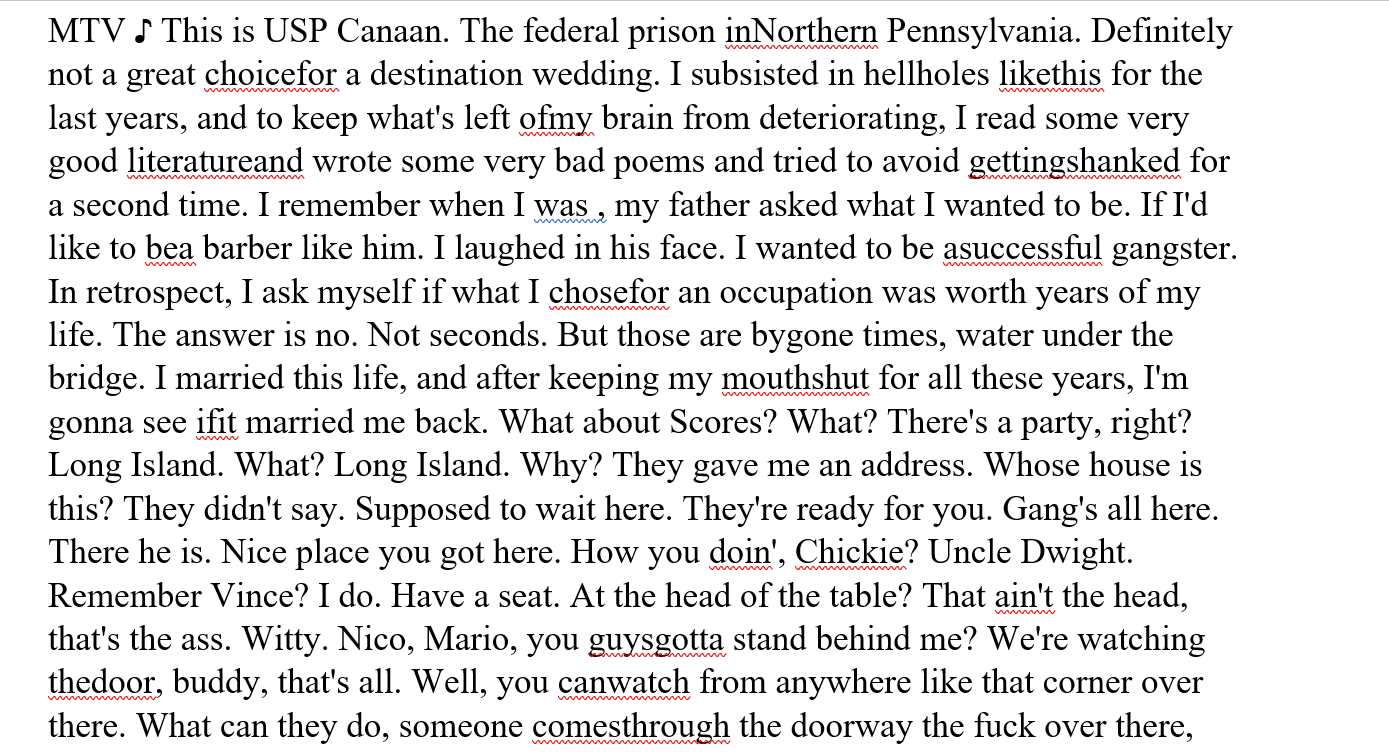 MTV ♪ This is USP Canaan. The federal prison inNorthern Pennsylvania. Definitely
not a great choicefor a destination wedding. I subsisted in hellholes likethis for the
last years, and to keep what's left ofmy brain from deteriorating, I read some very
good literatureand wrote some very bad poems and tried to avoid gettingshanked for
a second time. I remember when I was , my father asked what I wanted to be. If I'd
like to bea barber like him. I laughed in his face. I wanted to be asuccessful gangster.
In retrospect, I ask myself if what I chosefor an occupation was worth years of my
life. The answer is no. Not seconds. But those are bygone times, water under the
bridge. I married this life, and after keeping my mouthshut for all these years, I'm
gonna see ifit married me back. What about Scores? What? There's a party, right?
Long Island. What? Long Island. Why? They gave me an address. Whose house is
this? They didn't say. Supposed to wait here. They're ready for you. Gang's all here.
There he is. Nice place you got here. How you doin', Chickie? Uncle Dwight.
Remember Vince? I do. Have a seat. At the head of the table? That ain't the head,
that's the ass. Witty. Nico, Mario, you guysgotta stand behind me? We're watching
thedoor, buddy, that's all. Well, you canwatch from anywhere like that corner over
there. What can they do, someone comesthrough the doorway the fuck over there,